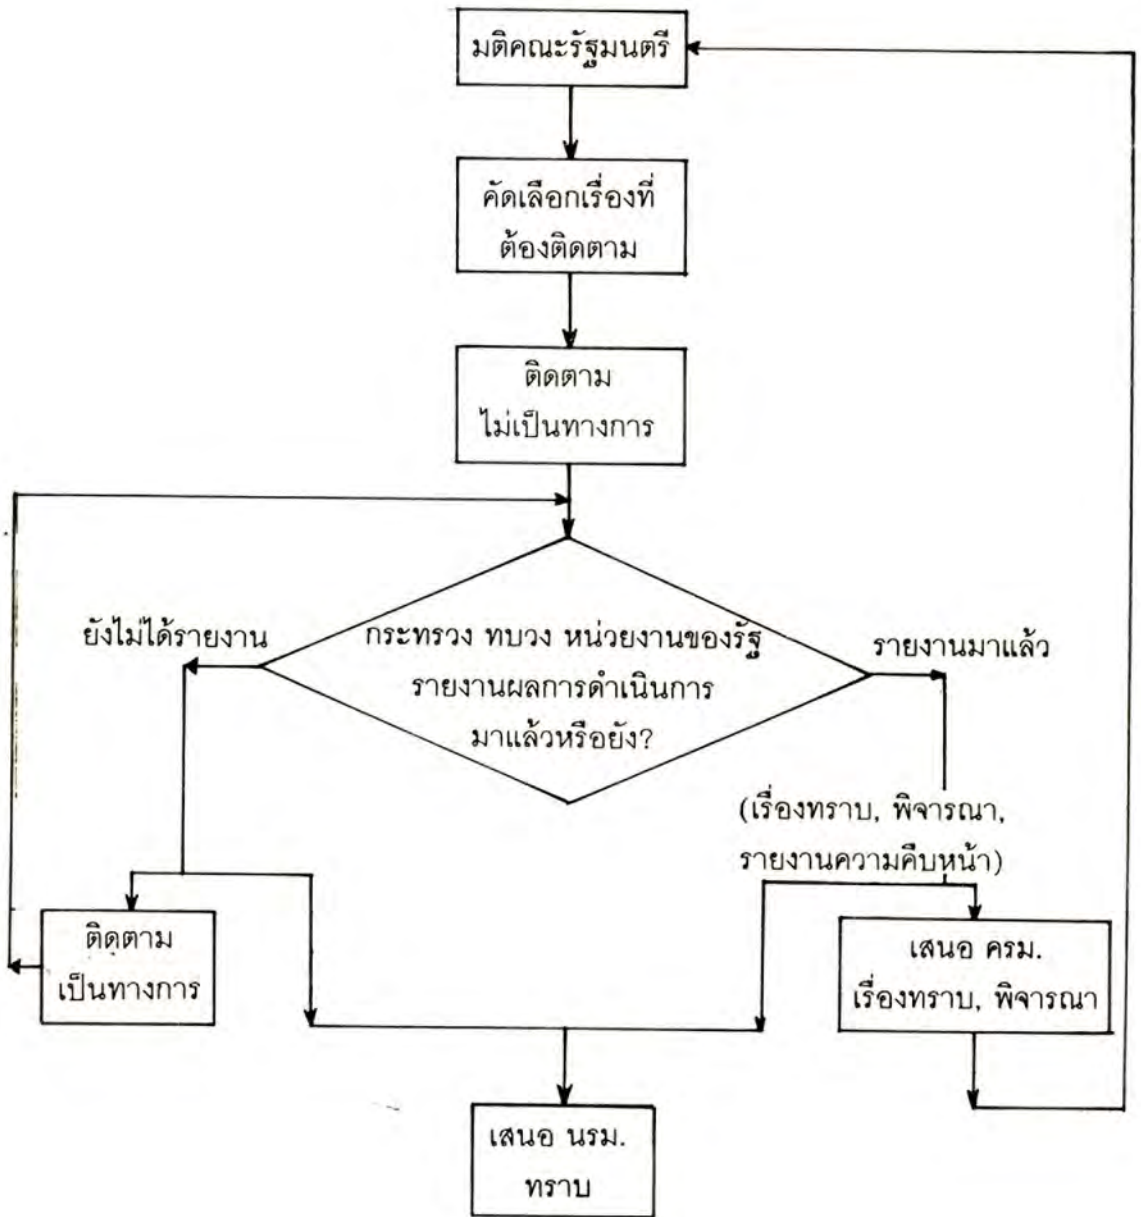 มติคณะรัฐมนตรี
คัดเลือกเรื่องที่
ต้องติดตาม
ติดตาม
ไม่เป็นทางการ
ยังไม่ได้รายงาน
กระทรวง ทบวง หน่วยงานของรัฐ
รายงานผลการดำเนินการ
มาแล้วหรือยัง?
รายงานมาแล้ว
(เรื่องทราบ, พิจารณา,
รายงานความคืบหน้า)
ติดตาม
เป็นทางการ
เสนอ ครม.
เรื่องทราบ, พิจารณา
เสนอ นรม.
ทราบ